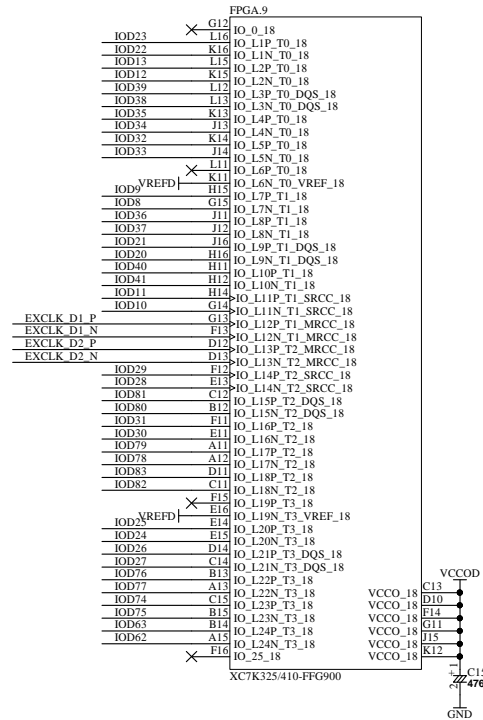 FPGA.9
G12 IO_0_18
IOD23 L16 IO_L1P_T0_18
IOD22 K16 IO_L1N_T0_18
IOD13 L15 IO_L2P_T0_18
IOD12 K15 IO_L2N_T0_18
IOD39 L12 IO_L3P_T0_DQS_18
IOD38 L13 IO_L3N_T0_DQS_18
IOD35 K13 IO_L4P_T0_18
IOD34 J13 IO_L4N_T0_18
IOD32 K14 IO_L5P_T0_18
IOD33 J14 IO_L5N_T0_18
L11 IO_L6P_T0_18
VREFD K11 IO_L6N_T0_VREF_18
IOD9 H15 IO_L7P_T1_18
IOD8 G15 IO_L7N_T1_18
IOD36 J11 IO_L8P_T1_18
IOD37 J12 IO_L8N_T1_18
IOD21 J16 IO_L9P_T1_DQS_18
IOD20 H16 IO_L9N_T1_DQS_18
IOD40 H11 IO_L10P_T1_18
IOD41 H12 IO_L10N_T1_18
IOD11 H14 IO_L11P_T1_SRCC_18
IOD10 G14 IO_L11N_T1_SRCC_18
EXCLK_D1_P G13 IO_L12P_T1_MRCC_18
EXCLK_D1_N F13 IO_L12N_T1_MRCC_18
EXCLK_D2_P D12 IO_L13P_T2_MRCC_18
EXCLK_D2_N D13 IO_L13N_T2_MRCC_18
IOD29 F12 IO_L14P_T2_SRCC_18
IOD28 E13 IO_L14N_T2_SRCC_18
IOD81 C12 IO_L15P_T2_DQS_18
IOD80 B12 IO_L15N_T2_DQS_18
IOD31 F11 IO_L16P_T2_18
IOD30 E11 IO_L16N_T2_18
IOD79 A11 IO_L17P_T2_18
IOD78 A12 IO_L17N_T2_18
IOD83 D11 IO_L18P_T2_18
IOD82 C11 IO_L18N_T2_18
F15 IO_L19P_T3_18
VREFD E16 IO_L19N_T3_VREF_18
IOD25 E14 IO_L20P_T3_18
IOD24 E15 IO_L20N_T3_18
IOD26 D14 IO_L21P_T3_DQS_18
IOD27 C14 IO_L21N_T3_DQS_18
VCCOD
IOD76 B13 IO_L22P_T3_18
IOD77 A13 IO_L22N_T3_18 VCCO_18 C13
IOD74 C15 IO_L23P_T3_18 VCCO_18 D10
IOD75 B15 IO_L23N_T3_18 VCCO_18 F14
IOD63 B14 IO_L24P_T3_18 VCCO_18 G11
IOD62 A15 IO_L24N_T3_18 VCCO_18 J15
F16 IO_25_18 VCCO_18 K12
XC7K325/410-FFG900
1
+
2
476
GND